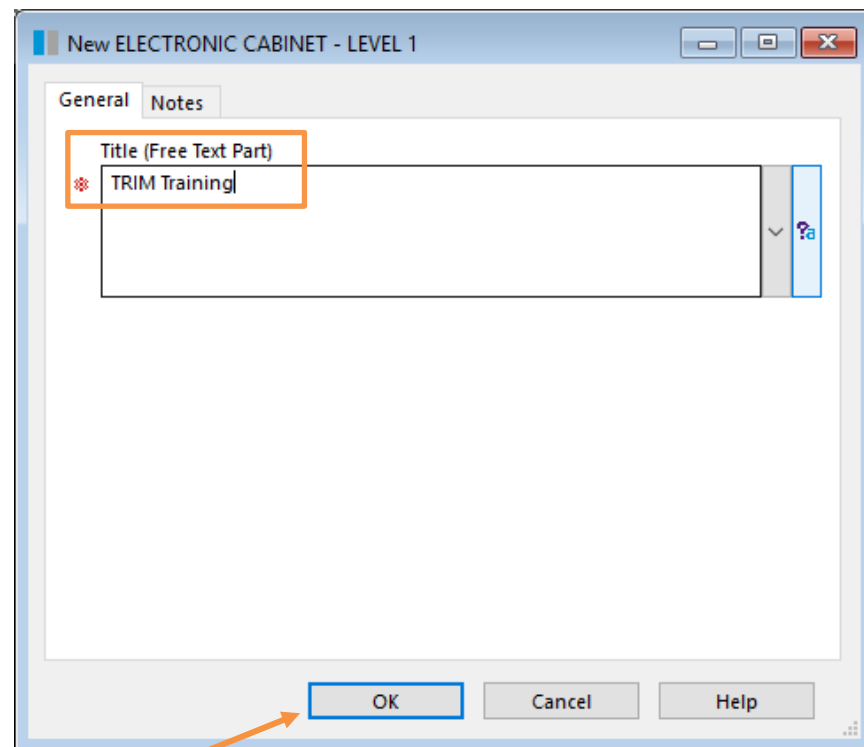 New ELECTRONIC CABINET - LEVEL 1
General Notes
Title (Free Text Part)
TRIM Training
?a
OK Cancel Help